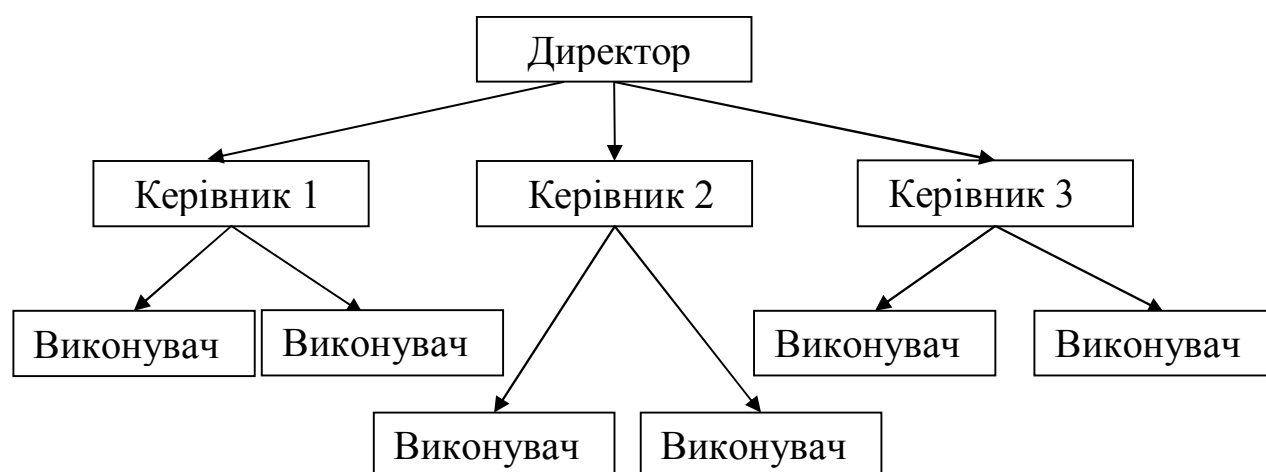 Директор
Керівник 1
Керівник 2
Керівник 3
Виконувач
Виконувач
Виконувач
Виконувач
Виконувач
Виконувач